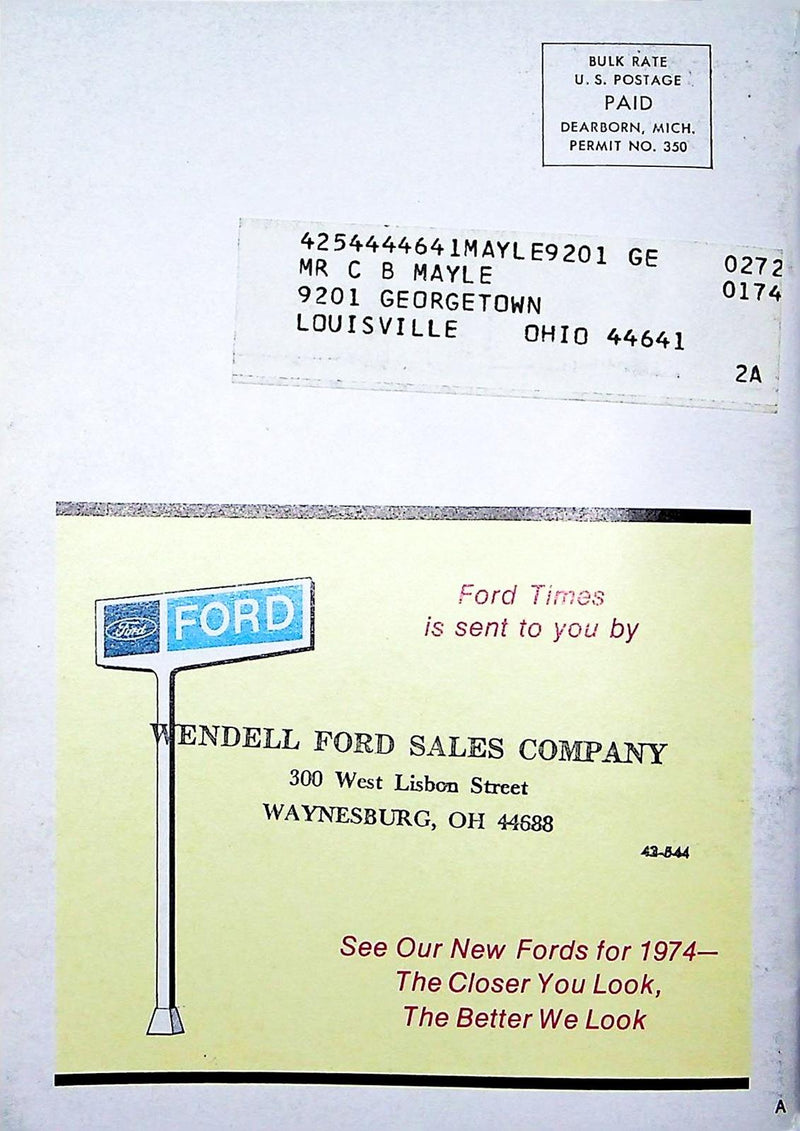 BULK RATE
U. S. POSTAGE
PAID
DEARBORN, MICH.
PERMIT NO. 350
4254444641MAYLE9201 GE 0272
MR C B MAYLE 0174
9201 GEORGETOWN
LOUISVILLE OHIO 44641
2A
Ford FORD
Ford Times
is sent to you by
WENDELL FORD SALES COMPANY
300 West Lisbon Street
WAYNESBURG, OH 44688
42-544
See Our New Fords for 1974—
The Closer You Look,
The Better We Look
A